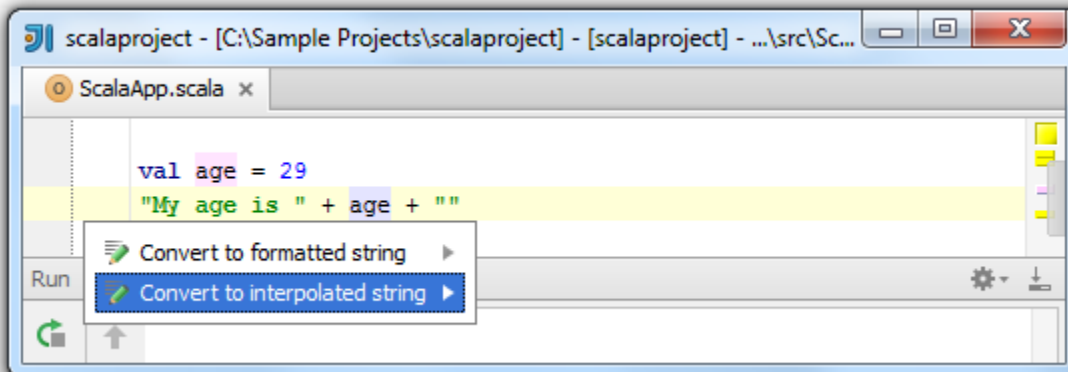 scalaproject - [C:\Sample Projects\scalaproject] - [scalaproject] - ...\src\Sc...
ScalaApp.scala
val age = 29
"My age is " + age + ""
Convert to formatted string
Run
Convert to interpolated string